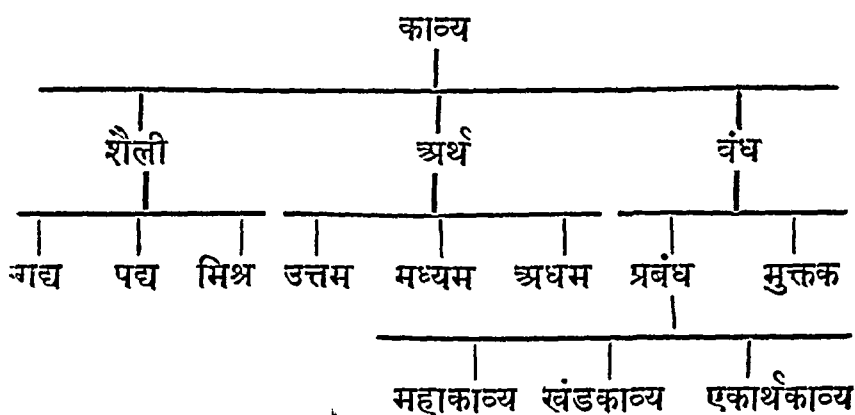 काव्य
शैली अर्थ वंध
गद्य पद्य मिश्र उत्तम मध्यम अधम प्रबंध मुक्तक
महाकाव्य खंडकाव्य एकार्थकाव्य